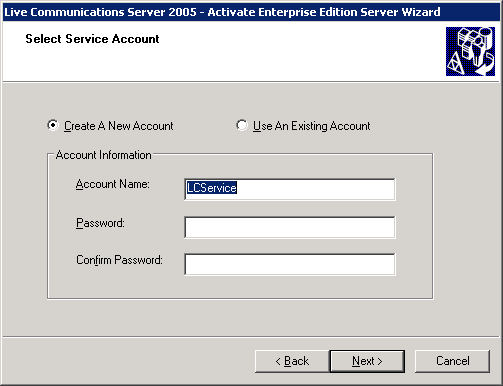 Live Communications Server 2005 - Activate Enterprise Edition Server Wizard
Select Service Account
Create A New Account
Use An Existing Account
Account Information
Account Name:
LCService
Password:
Confirm Password:
< Back
Next >
Cancel